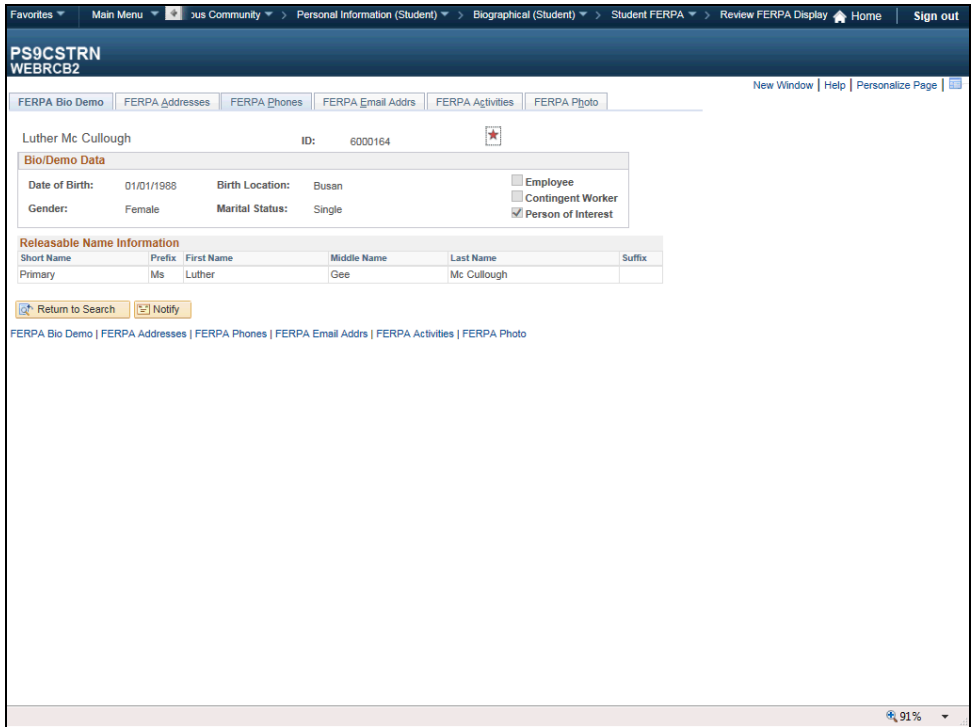 Favorites Main Menu > Personal Information (Student) > Biographical (Student) > Student FERPA > Review FERPA Display Home Sign out
PS9CSTRN
WEBRCB2
New Window | Help | Personalize Page |
FERPA Bio Demo FERPA Addresses FERPA Phones FERPA Email Addrs FERPA Activities FERPA Photo
Luther Mc Cullough ID: 6000164
Bio/Demo Data
Date of Birth: 01/01/1988 Birth Location: Busan Employee
Contingent Worker
Gender: Female Marital Status: Single Person of Interest
Releasable Name Information
Short Name Prefix First Name Middle Name Last Name Suffix
Primary Ms Luther Gee Mc Cullough
Return to Search Notify
FERPA Bio Demo | FERPA Addresses | FERPA Phones | FERPA Email Addrs | FERPA Activities | FERPA Photo
91%